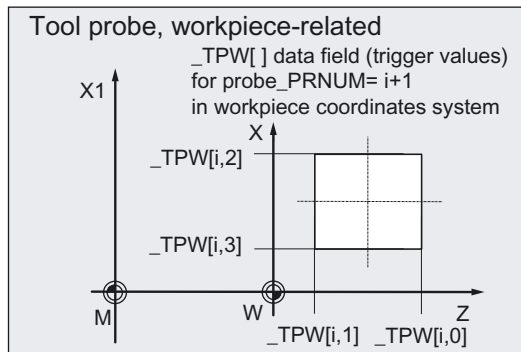 Tool probe, workpiece-related
_TPW[ ] data field (trigger values)
for probe_PRNUM= i+1
in workpiece coordinates system
X1
X
_TPW[i,2]
_TPW[i,3]
M
W
Z
_TPW[i,1]
_TPW[i,0]